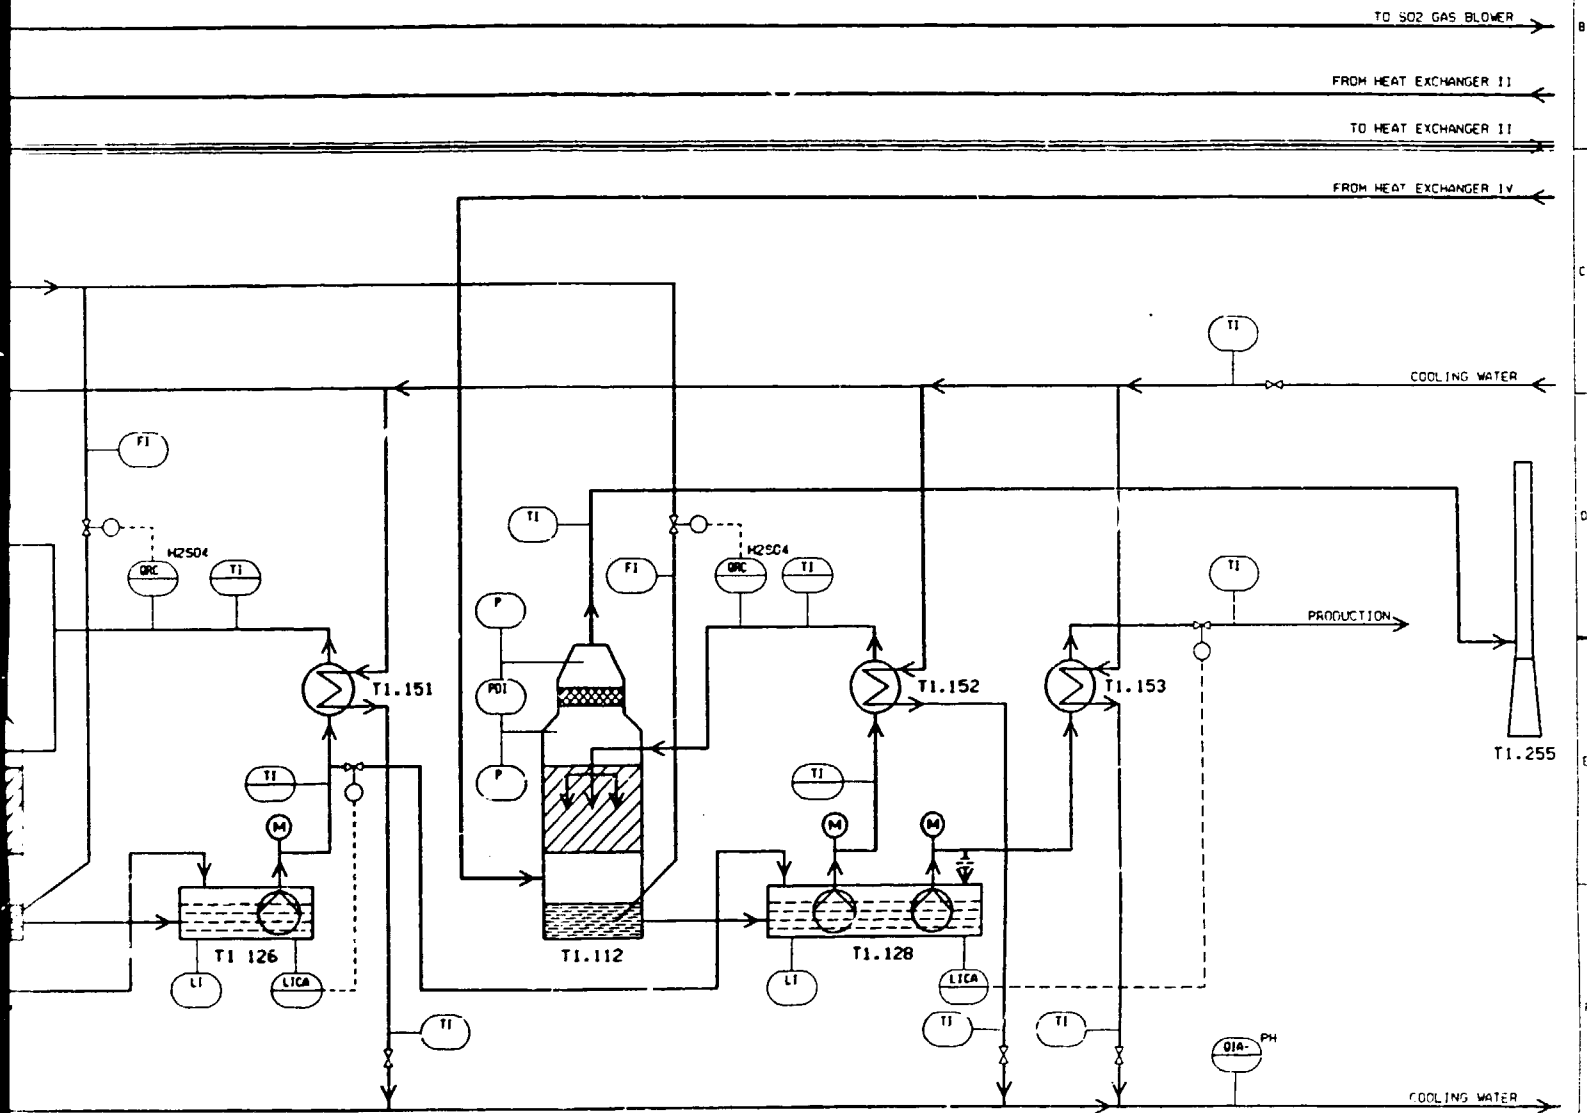 TO SO2 GAS BLOWER
B
FROM HEAT EXCHANGER II
TO HEAT EXCHANGER II
FROM HEAT EXCHANGER IV
C
TI
COOLING WATER
FI
TI
D
H2SO4
H2SO4
QRC
TI
FI
QRC
TI
TI
P
PRODUCTION
T1.151
PDI
T1.152
T1.153
T1.255
E
TI
P
TI
M
M
M
T1 126
T1.112
T1.128
LI
LICA
LI
LICA
TI
TI
TI
QIA-
PH
COOLING WATER